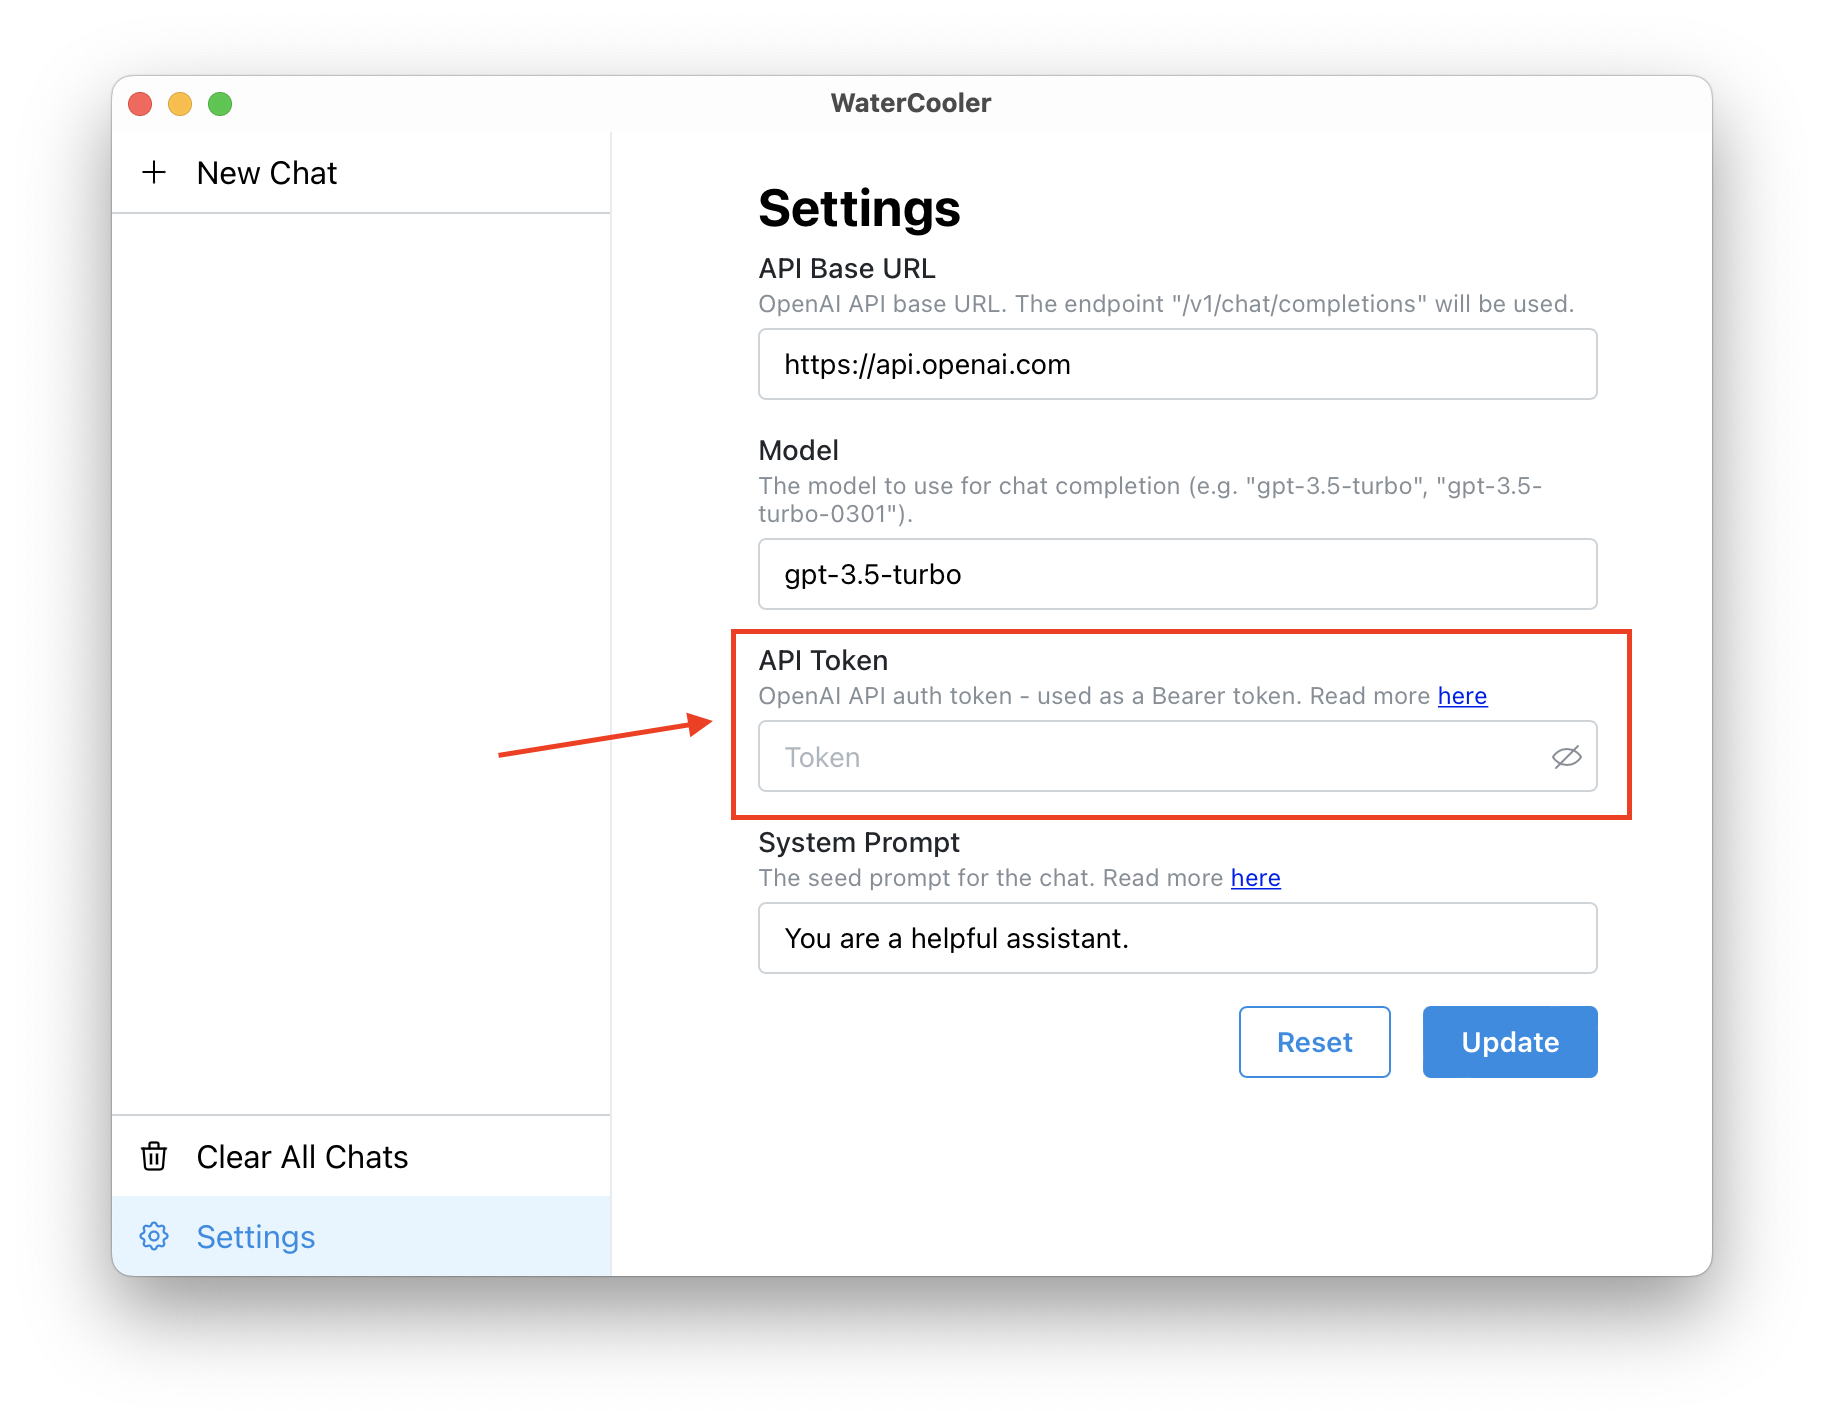 WaterCooler
New Chat
Settings
API Base URL
OpenAI API base URL. The endpoint "/v1/chat/completions" will be used.
https://api.openai.com
Model
The model to use for chat completion (e.g. "gpt-3.5-turbo", "gpt-3.5-
turbo-0301").
gpt-3.5-turbo
API Token
OpenAI API auth token - used as a Bearer token. Read more here
Token
System Prompt
The seed prompt for the chat. Read more here
You are a helpful assistant.
Reset
Update
Clear All Chats
Settings